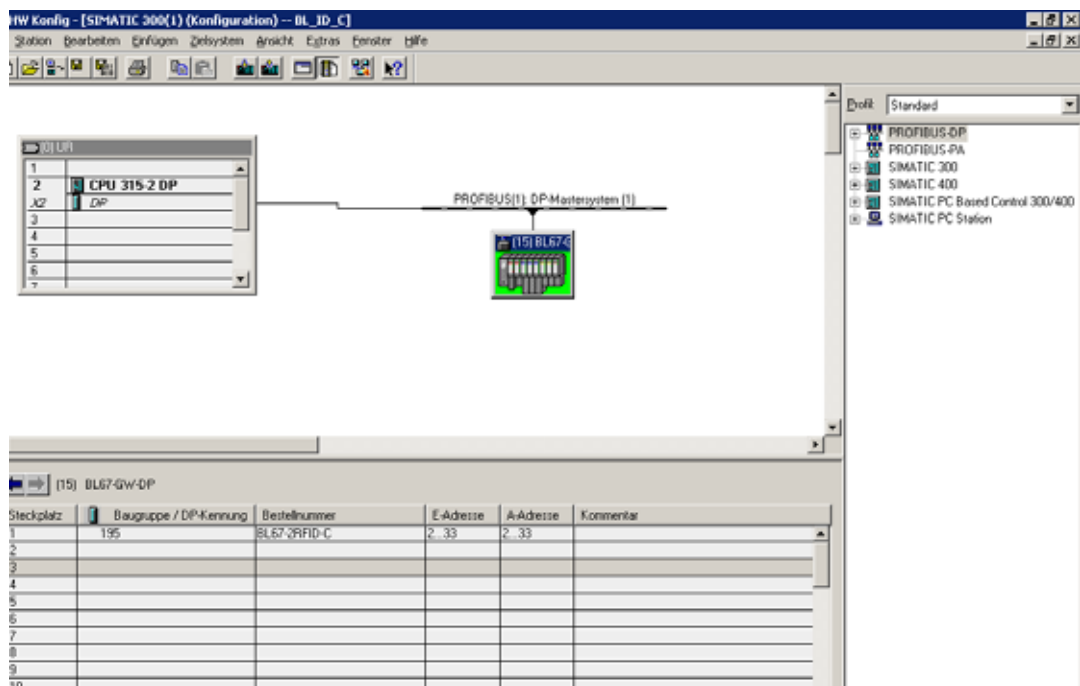 HW Konfig - [SIMATIC 300(1) (Konfiguration) -- BL_ID_C]
Station Bearbeiten Einfügen Zielsystem Ansicht Extras Fenster Hilfe
(0) UR
1
2 CPU 315-2 DP
X2 DP
3
4
5
6
7
PROFIBUS(1): DP-Mastersystem (1)
(15) BL67-G
Profil: Standard
PROFIBUS-DP
PROFIBUS-PA
SIMATIC 300
SIMATIC 400
SIMATIC PC Based Control 300/400
SIMATIC PC Station
(15) BL67-GW-DP
Steckplatz Baugruppe / DP-Kennung Bestellnummer E-Adresse A-Adresse Kommentar
1 195 BL67-2RFID-C 2...33 2...33
2
3
4
5
6
7
8
9
10